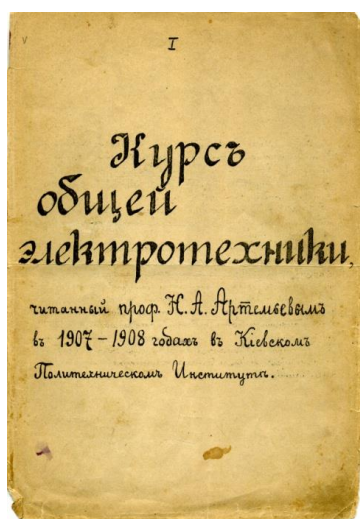 I
Курсъ
общей
электротехники,
читанный проф. Н. А. Артемьевымъ
въ 1907 – 1908 годахъ въ Кіевскомъ
Политехническомъ Институтѣ.